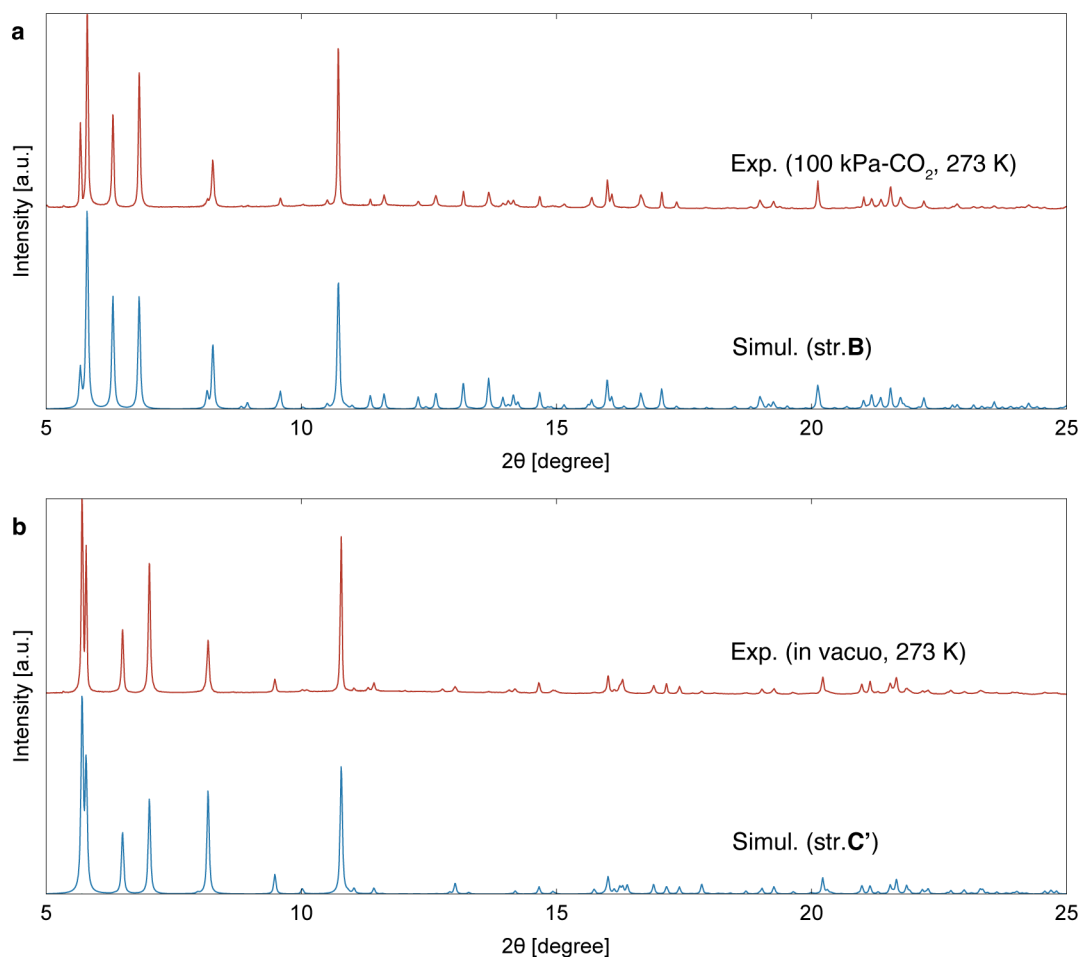 a
Intensity [a.u.]
Exp. (100 kPa-CO₂, 273 K)
Simul. (str.B)
5 10 15 20 25
2θ [degree]
b
Intensity [a.u.]
Exp. (in vacuo, 273 K)
Simul. (str.C’)
5 10 15 20 25
2θ [degree]